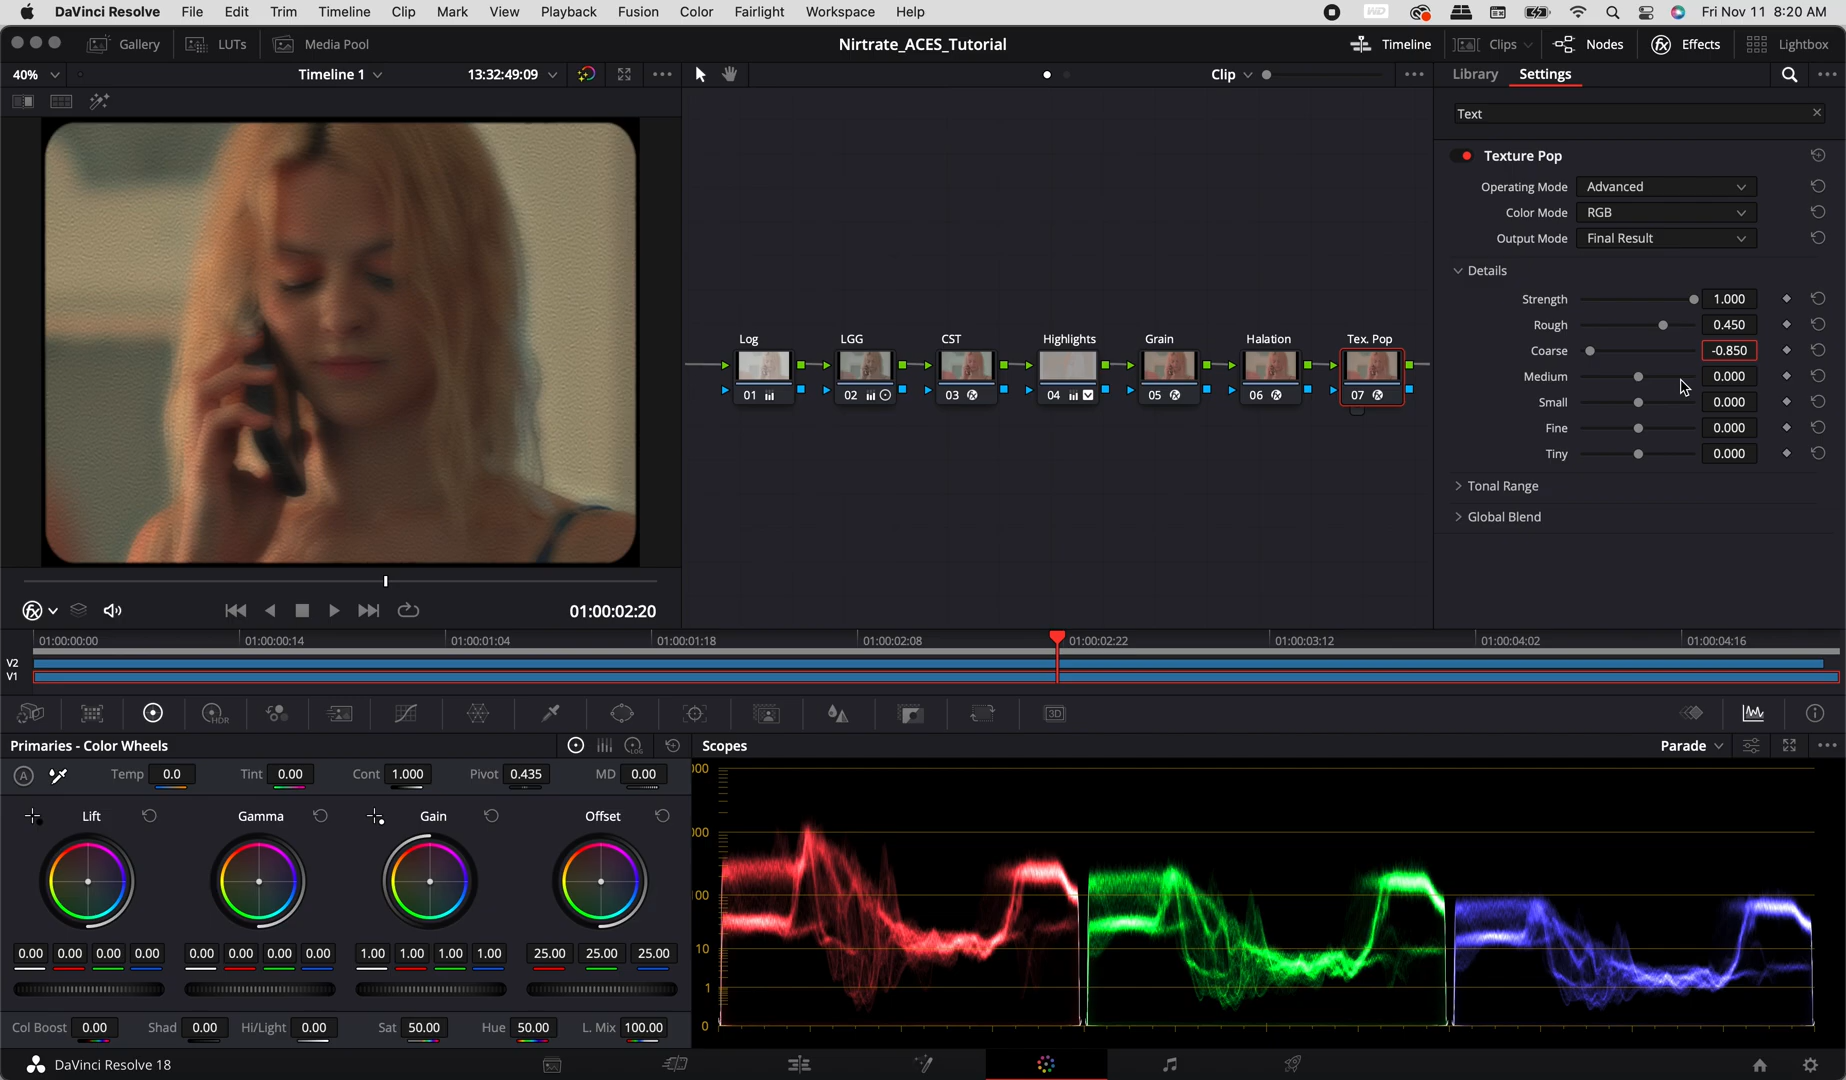 DaVinci Resolve File Edit Trim Timeline Clip Mark View Playback Fusion Color Fairlight Workspace Help Fri Nov 11 8:20 AM
Gallery LUTs Media Pool Nirtrate_ACES_Tutorial Timeline Clips Nodes Effects Lightbox
40% Timeline 1 13:32:49:09 Clip Library Settings
Text
Texture Pop
Operating Mode Advanced
Color Mode RGB
Output Mode Final Result
Details
Strength 1.000
Rough 0.450
Coarse -0.850
Medium 0.000
Small 0.000
Fine 0.000
Tiny 0.000
Tonal Range
Global Blend
Log LGG CST Highlights Grain Halation Tex. Pop
01 02 03 04 05 06 07
01:00:02:20
01:00:00:00 01:00:00:14 01:00:01:04 01:00:01:18 01:00:02:08 01:00:02:22 01:00:03:12 01:00:04:02 01:00:04:16
V2
V1
HDR 3D
Primaries - Color Wheels LOG Scopes Parade
A Temp 0.0 Tint 0.00 Cont 1.000 Pivot 0.435 MD 0.00
Lift Gamma Gain Offset
0.00 0.00 0.00 0.00 0.00 0.00 0.00 0.00 1.00 1.00 1.00 1.00 25.00 25.00 25.00
Col Boost 0.00 Shad 0.00 Hi/Light 0.00 Sat 50.00 Hue 50.00 L. Mix 100.00
000
000
00
10
1
0
DaVinci Resolve 18